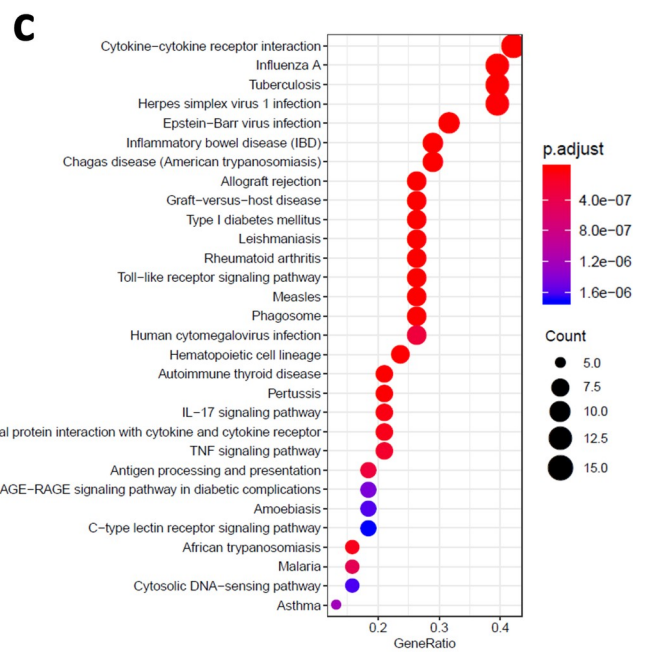 C
Cytokine−cytokine receptor interaction
Influenza A
Tuberculosis
Herpes simplex virus 1 infection
Epstein−Barr virus infection
Inflammatory bowel disease (IBD)
Chagas disease (American trypanosomiasis)
Allograft rejection
Graft−versus−host disease
Type I diabetes mellitus
Leishmaniasis
Rheumatoid arthritis
Toll−like receptor signaling pathway
Measles
Phagosome
Human cytomegalovirus infection
Hematopoietic cell lineage
Autoimmune thyroid disease
Pertussis
IL−17 signaling pathway
al protein interaction with cytokine and cytokine receptor
TNF signaling pathway
Antigen processing and presentation
AGE−RAGE signaling pathway in diabetic complications
Amoebiasis
C−type lectin receptor signaling pathway
African trypanosomiasis
Malaria
Cytosolic DNA−sensing pathway
Asthma
0.2 0.3 0.4
GeneRatio
p.adjust
4.0e−07
8.0e−07
1.2e−06
1.6e−06
Count
5.0
7.5
10.0
12.5
15.0